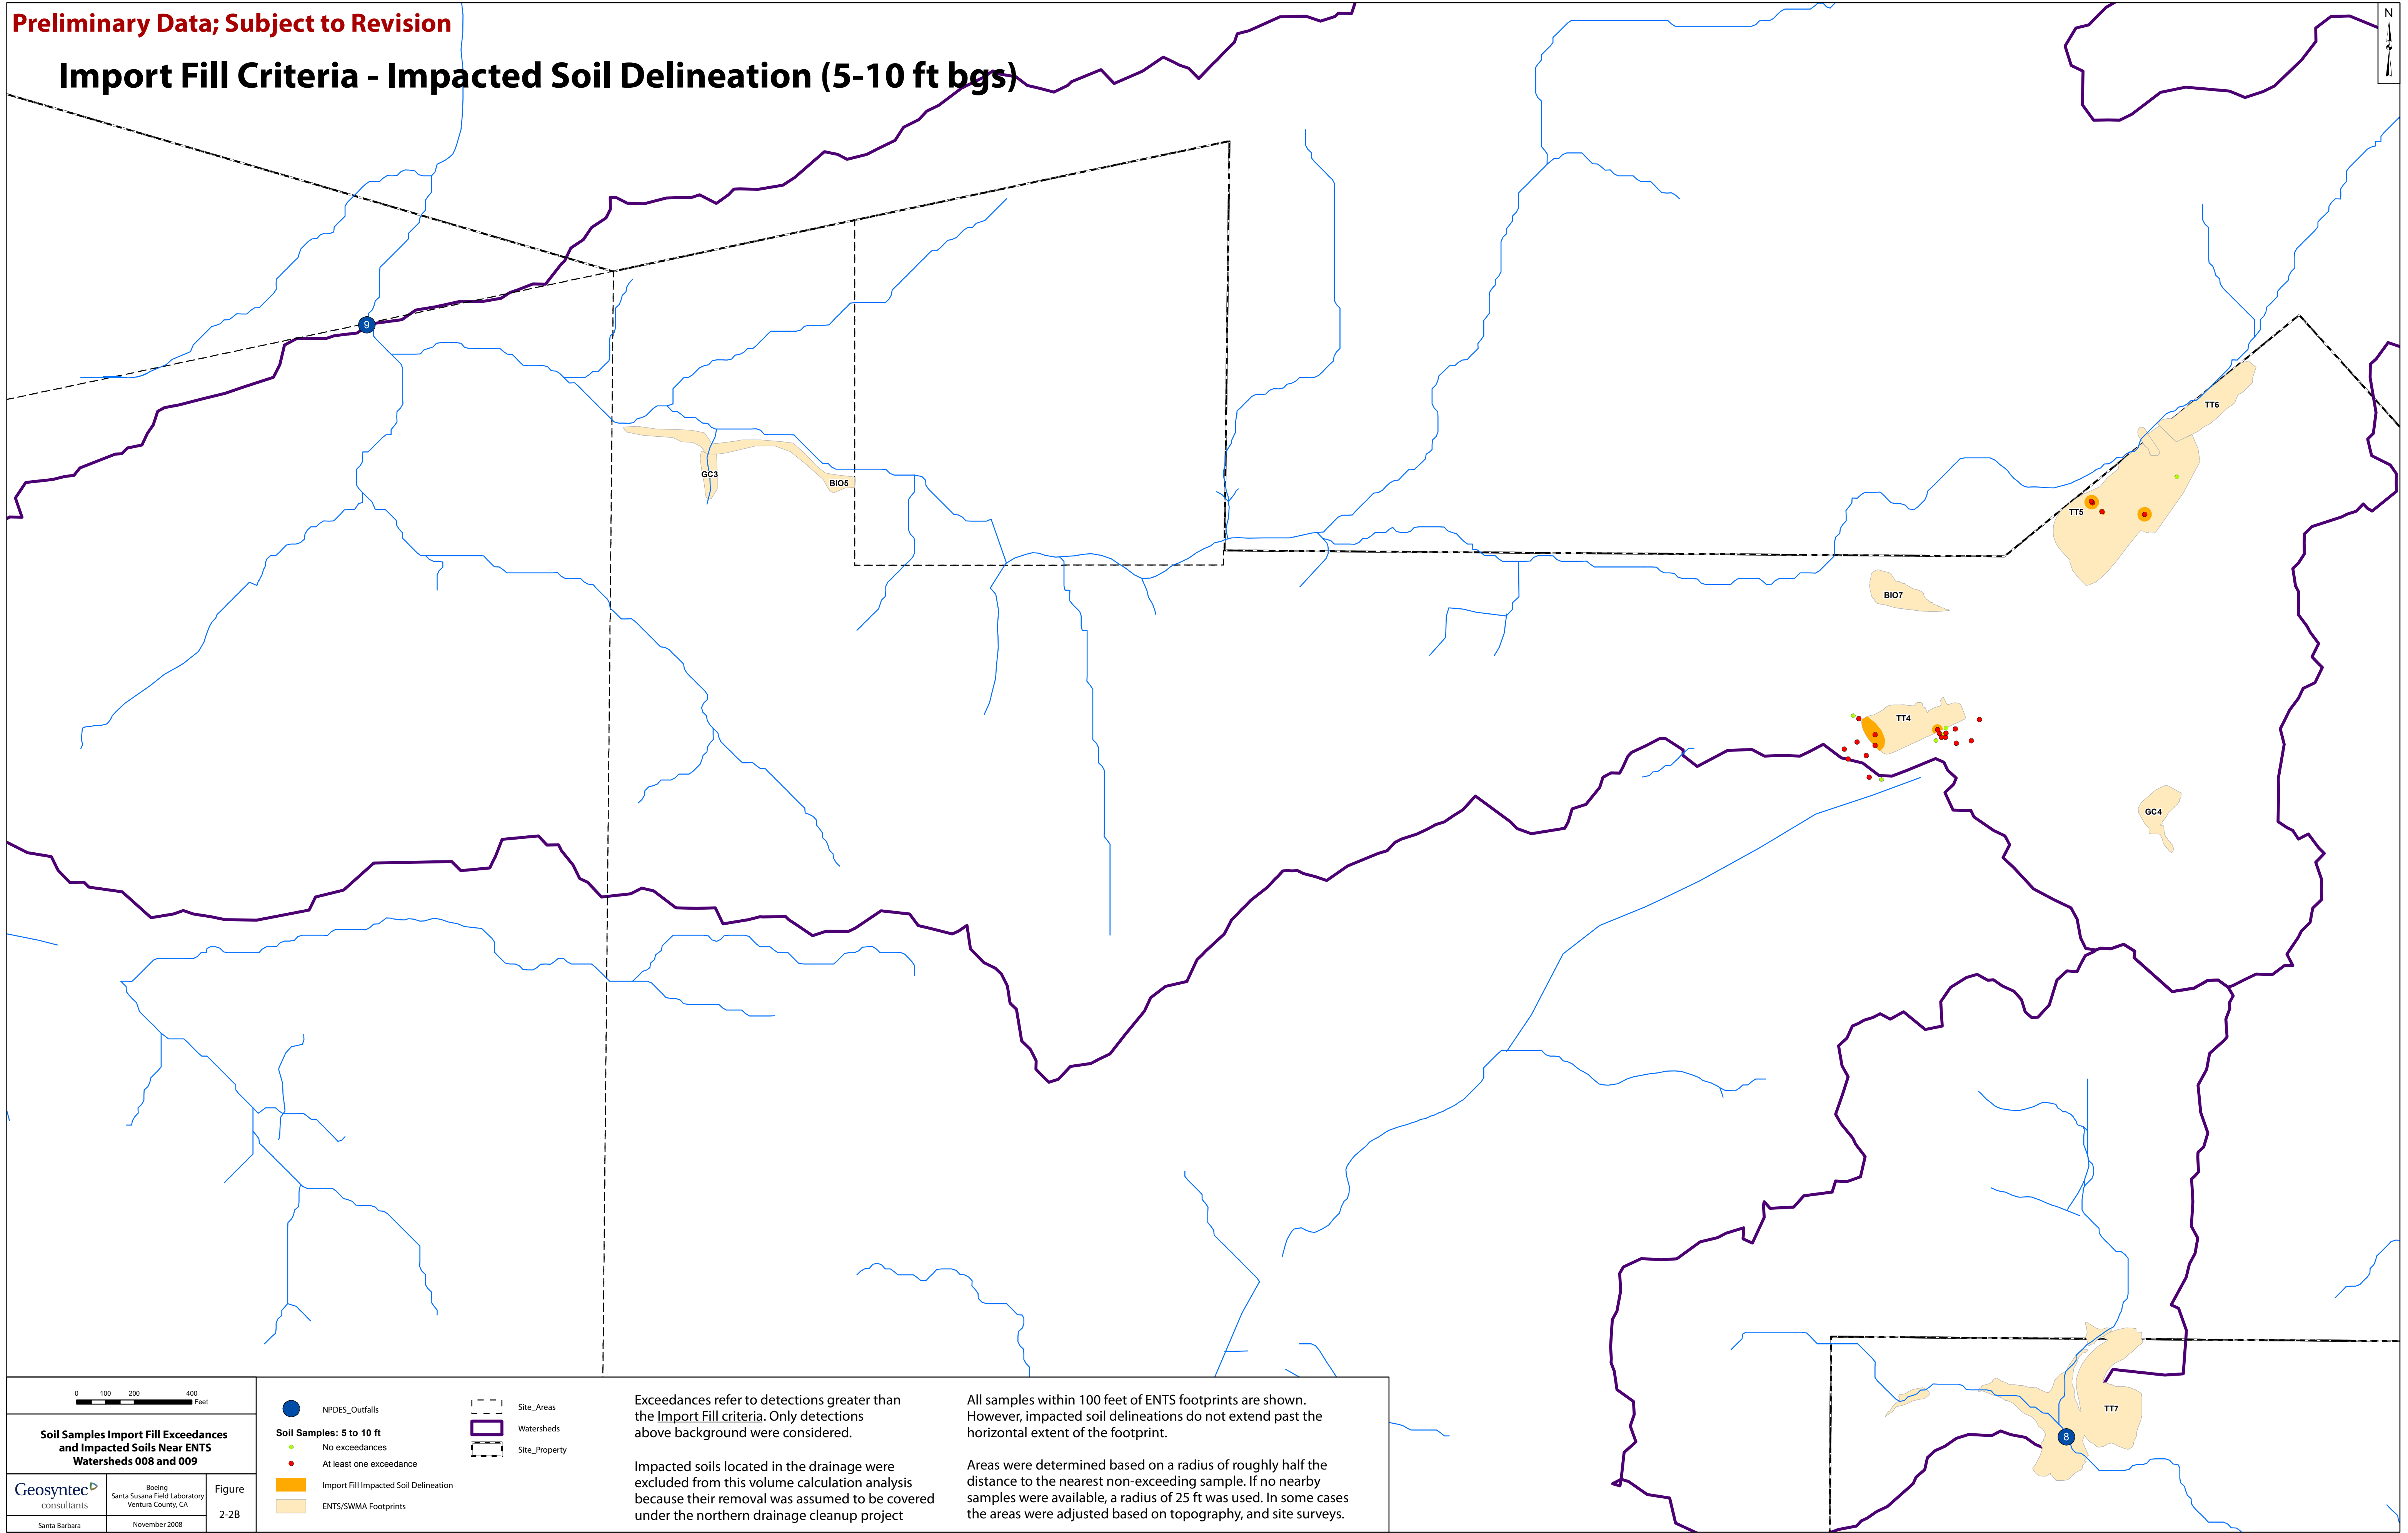 Preliminary Data; Subject to Revision
Import Fill Criteria - Impacted Soil Delineation (5-10 ft bgs)
N
9
TT6
GC3
BIO5
TT5
BIO7
TT4
GC4
TT7
8
0 100 200 400
Feet
Soil Samples Import Fill Exceedances
and Impacted Soils Near ENTS
Watersheds 008 and 009
Geosyntec
consultants
Boeing
Santa Susana Field Laboratory
Ventura County, CA
Figure
2-2B
Santa Barbara
November 2008
NPDES_Outfalls
Soil Samples: 5 to 10 ft
No exceedances
At least one exceedance
Import Fill Impacted Soil Delineation
ENTS/SWMA Footprints
Site_Areas
Watersheds
Site_Property
Exceedances refer to detections greater than
the Import Fill criteria. Only detections
above background were considered.
Impacted soils located in the drainage were
excluded from this volume calculation analysis
because their removal was assumed to be covered
under the northern drainage cleanup project
All samples within 100 feet of ENTS footprints are shown.
However, impacted soil delineations do not extend past the
horizontal extent of the footprint.
Areas were determined based on a radius of roughly half the
distance to the nearest non-exceeding sample. If no nearby
samples were available, a radius of 25 ft was used. In some cases
the areas were adjusted based on topography, and site surveys.